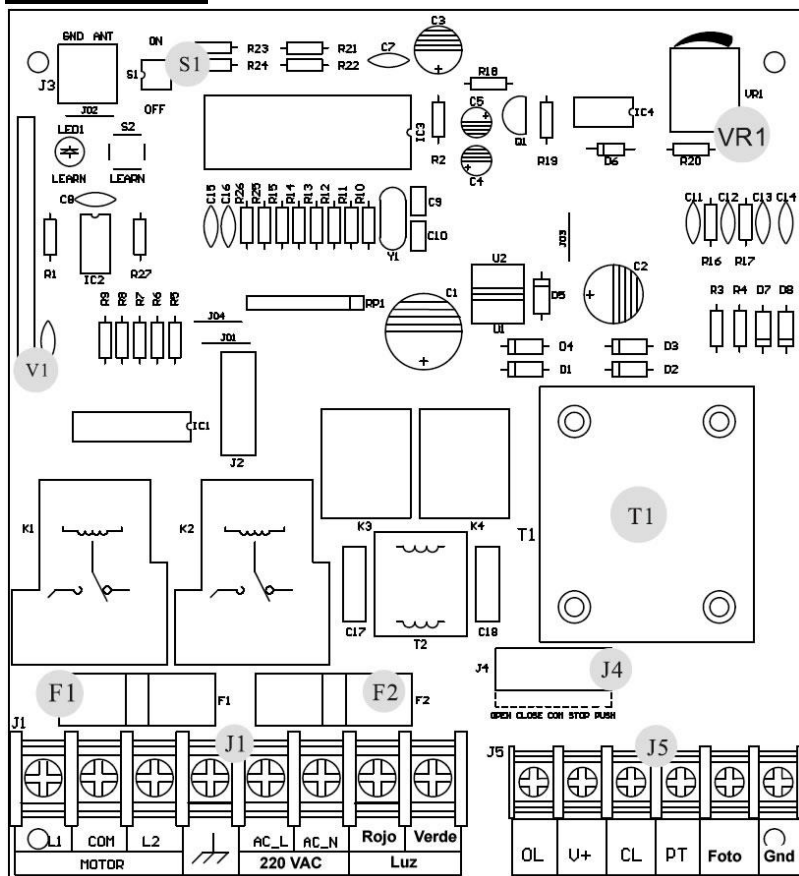 GND ANT
J3
ON
S1
OFF
S1
R23
R24
R21
R22
C7
C3
R18
VR1
VR1
J02
LED1
LEARN
S2
LEARN
IC3
R2
C5
C4
Q1
R19
IC4
D6
R20
C8
R1
IC2
R27
C15
C16
R26
R25
R15
R14
R13
R12
R11
R10
Y1
C9
C10
J03
C11
C12
C13
C14
R16
R17
R9
R8
R7
R6
R5
J04
J01
RP1
C1
U2
U1
D5
C2
R3
R4
D7
D8
V1
D4
D1
D3
D2
IC1
J2
K1
K2
K3
K4
T1
T1
C17
T2
C18
J4
J4
OPEN CLOSE COM STOP PUSH
F1
F1
F2
F2
J1
J1
J5
J5
L1 COM L2
AC_L AC_N
Rojo Verde
MOTOR
220 VAC
Luz
OL V+ CL PT Foto Gnd